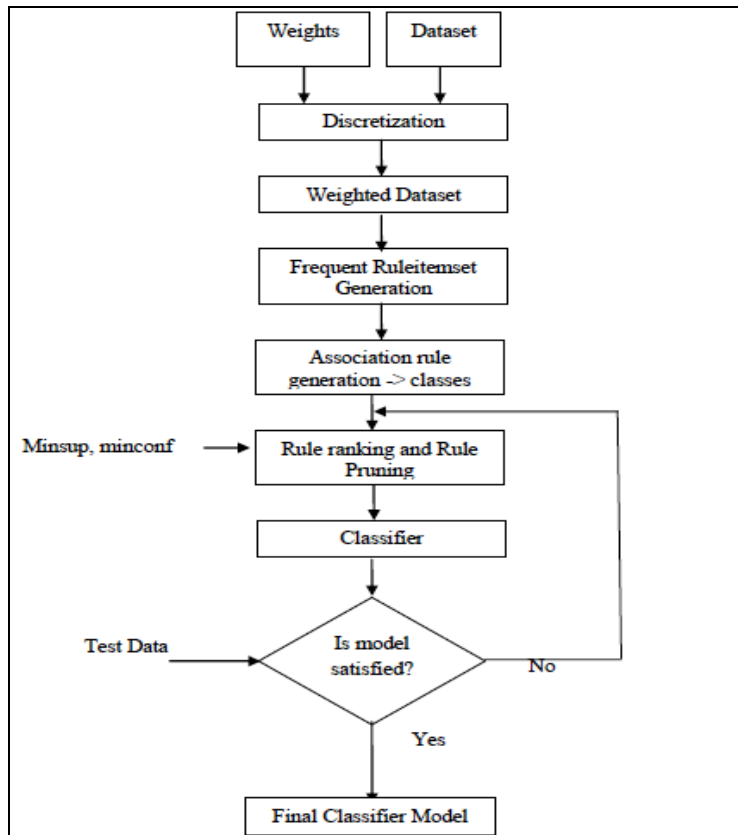 Weights
Dataset
Discretization
Weighted Dataset
Frequent Ruleitemset
Generation
Association rule
generation -> classes
Minsup, minconf
Rule ranking and Rule
Pruning
Classifier
Test Data
Is model
satisfied?
No
Yes
Final Classifier Model